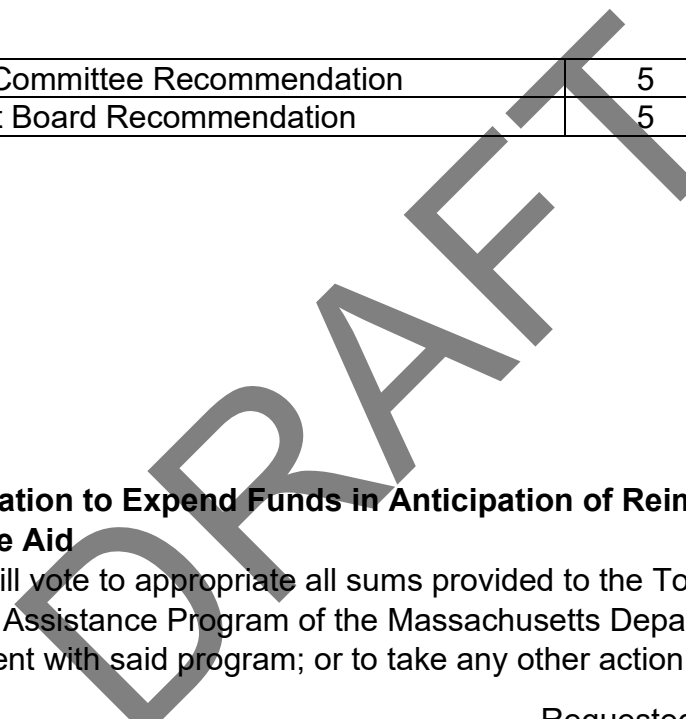 Committee Recommendation 5
t Board Recommendation 5
DRAFT
ation to Expend Funds in Anticipation of Rein
e Aid
ill vote to appropriate all sums provided to the To
Assistance Program of the Massachusetts Depa
ent with said program; or to take any other action
Requested